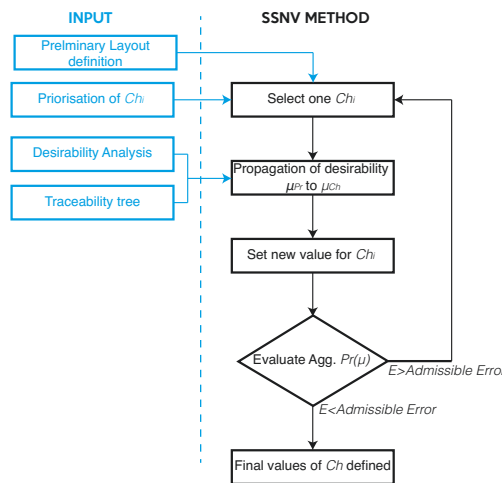 INPUT
SSNV METHOD
Prelminary Layout
definition
Priorisation of Chi
Select one Chi
Desirability Analysis
Traceability tree
Propagation of desirability
μPr to μCh
Set new value for Chi
Evaluate Agg. Pr(μ)
E>Admissible Error
E<Admissible Error
Final values of Ch defined